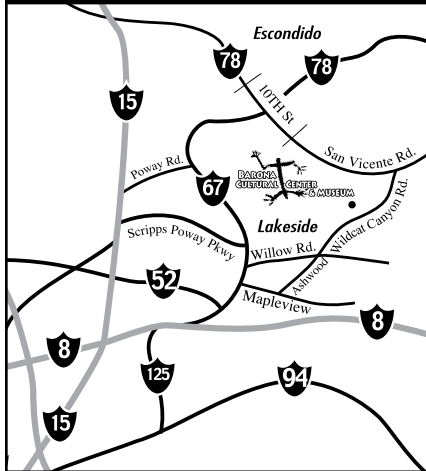 Escondido
78
78
15
10TH St
San Vicente Rd.
Poway Rd.
BARONA
CULTURAL CENTER
& MUSEUM
67
Wildcat Canyon Rd.
Lakeside
Scripps Poway Pkwy
Willow Rd.
Ashwood
52
Mapleview
8
8
125
94
15